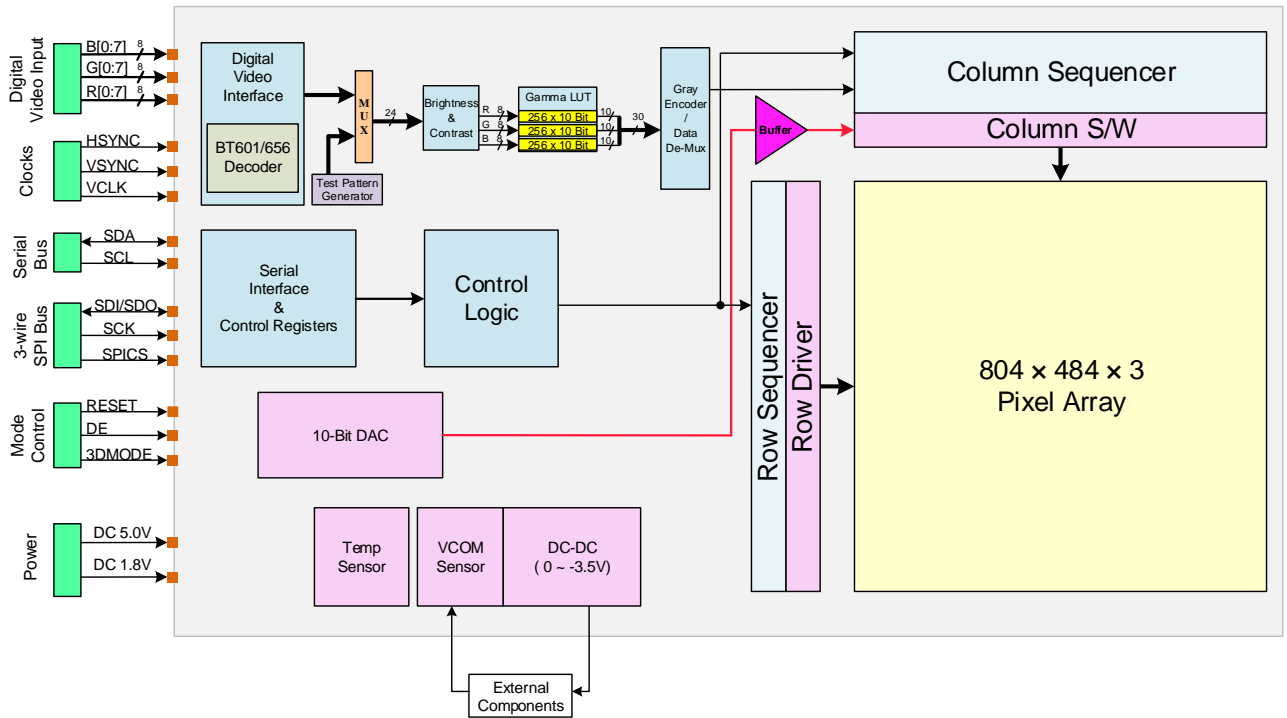 Digital
Video Input
B[0:7]
8
G[0:7]
8
R[0:7]
8
Clocks
HSYNC
VSYNC
VCLK
Serial
Bus
SDA
SCL
3-wire
SPI Bus
SDI/SDO
SCK
SPICS
Mode
Control
RESET
DE
3DMODE
Power
DC 5.0V
DC 1.8V
Digital
Video
Interface
BT601/656
Decoder
MUX
Test Pattern
Generator
24
Brightness
& Contrast
R
8
G
8
B
8
Gamma LUT
256 x 10 Bit
256 x 10 Bit
256 x 10 Bit
10
10
10
30
Gray
Encoder
/
Data
De-Mux
Buffer
Column Sequencer
Column S/W
Serial
Interface
&
Control Registers
Control
Logic
10-Bit DAC
Row Sequencer
Row Driver
804 × 484 × 3
Pixel Array
Temp
Sensor
VCOM
Sensor
DC-DC
( 0 ~ -3.5V)
External
Components